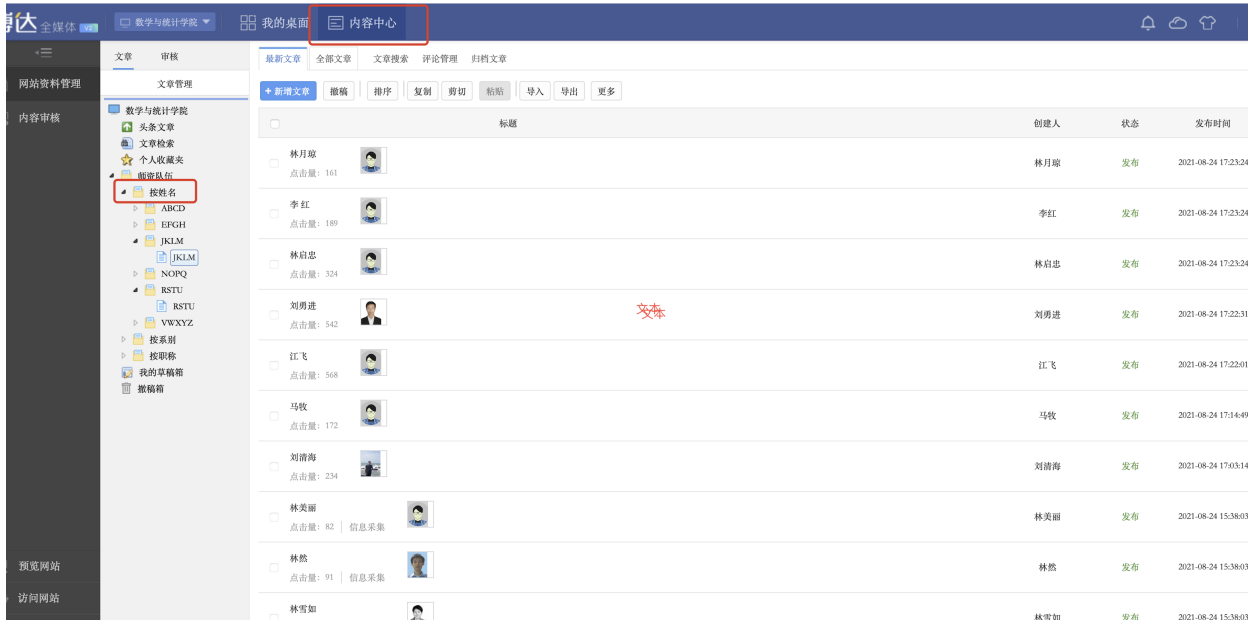 博达 全媒体 V2
数学与统计学院
我的桌面
内容中心
网站资料管理
内容审核
预览网站
访问网站
文章 审核
文章管理
数学与统计学院
头条文章
文章检索
个人收藏夹
师资队伍
按姓名
ABCD
EFGH
JKLM
JKLM
NOPQ
RSTU
RSTU
VWXYZ
按系别
按职称
我的草稿箱
撤稿箱
最新文章 全部文章 文章搜索 评论管理 归档文章
+ 新增文章 撤稿 排序 复制 剪切 粘贴 导入 导出 更多
标题 创建人 状态 发布时间
林月琼 林月琼 发布 2021-08-24 17:23:24
点击量: 161
李红 李红 发布 2021-08-24 17:23:24
点击量: 189
林启忠 林启忠 发布 2021-08-24 17:23:24
点击量: 324
文本
文本
刘勇进 刘勇进 发布 2021-08-24 17:22:31
点击量: 542
江飞 江飞 发布 2021-08-24 17:22:01
点击量: 568
马牧 马牧 发布 2021-08-24 17:14:49
点击量: 172
刘清海 刘清海 发布 2021-08-24 17:03:14
点击量: 234
林美丽 林美丽 发布 2021-08-24 15:38:03
点击量: 82 | 信息采集
林然 林然 发布 2021-08-24 15:38:03
点击量: 91 | 信息采集
林雪如 林雪如 发布 2021-08-24 15:38:03